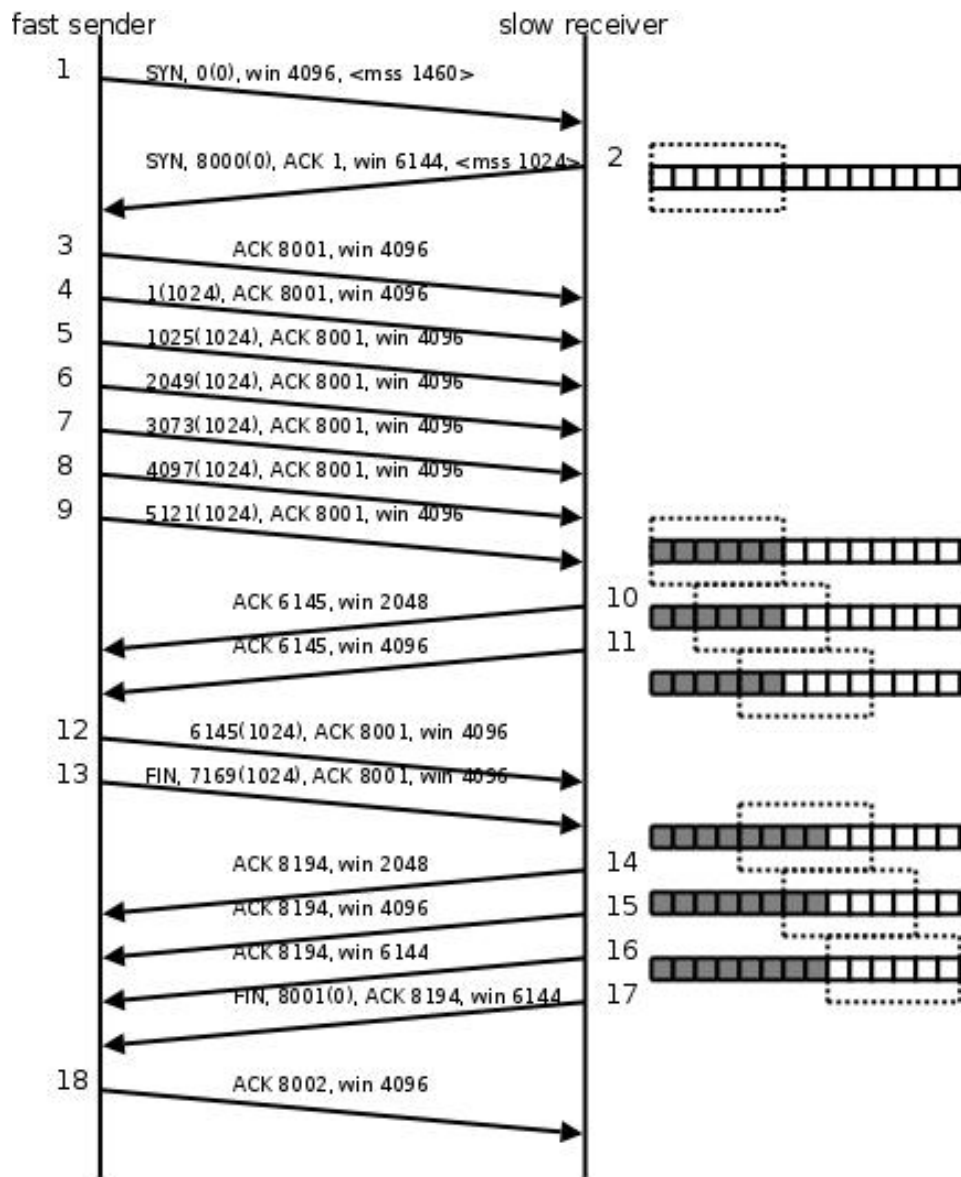 fast sender
slow receiver
1
SYN, 0(0), win 4096, <mss 1460>
SYN, 8000(0), ACK 1, win 6144, <mss 1024>
2
3
ACK 8001, win 4096
4
1(1024), ACK 8001, win 4096
5
1025(1024), ACK 8001, win 4096
6
2049(1024), ACK 8001, win 4096
7
3073(1024), ACK 8001, win 4096
8
4097(1024), ACK 8001, win 4096
9
5121(1024), ACK 8001, win 4096
ACK 6145, win 2048
10
ACK 6145, win 4096
11
12
6145(1024), ACK 8001, win 4096
13
FIN, 7169(1024), ACK 8001, win 4096
ACK 8194, win 2048
14
ACK 8194, win 4096
15
ACK 8194, win 6144
16
FIN, 8001(0), ACK 8194, win 6144
17
18
ACK 8002, win 4096